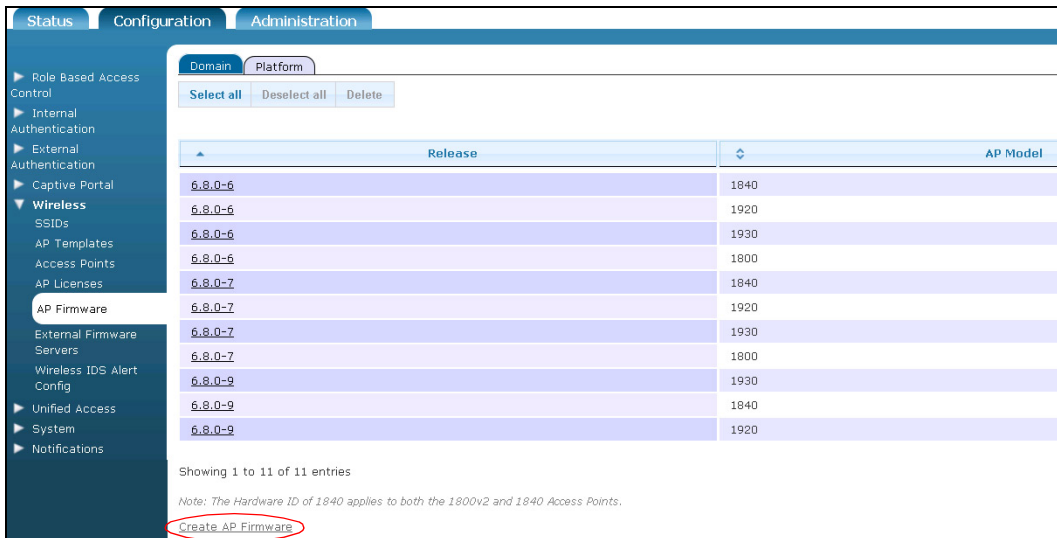 Status Configuration Administration
Domain Platform
Role Based Access
Control
Internal
Authentication
External
Authentication
Captive Portal
Wireless
SSIDs
AP Templates
Access Points
AP Licenses
AP Firmware
External Firmware
Servers
Wireless IDS Alert
Config
Unified Access
System
Notifications
Select all Deselect all Delete
Release AP Model
6.8.0-6 1840
6.8.0-6 1920
6.8.0-6 1930
6.8.0-6 1800
6.8.0-7 1840
6.8.0-7 1920
6.8.0-7 1930
6.8.0-7 1800
6.8.0-9 1930
6.8.0-9 1840
6.8.0-9 1920
Showing 1 to 11 of 11 entries
Note: The Hardware ID of 1840 applies to both the 1800v2 and 1840 Access Points.
Create AP Firmware